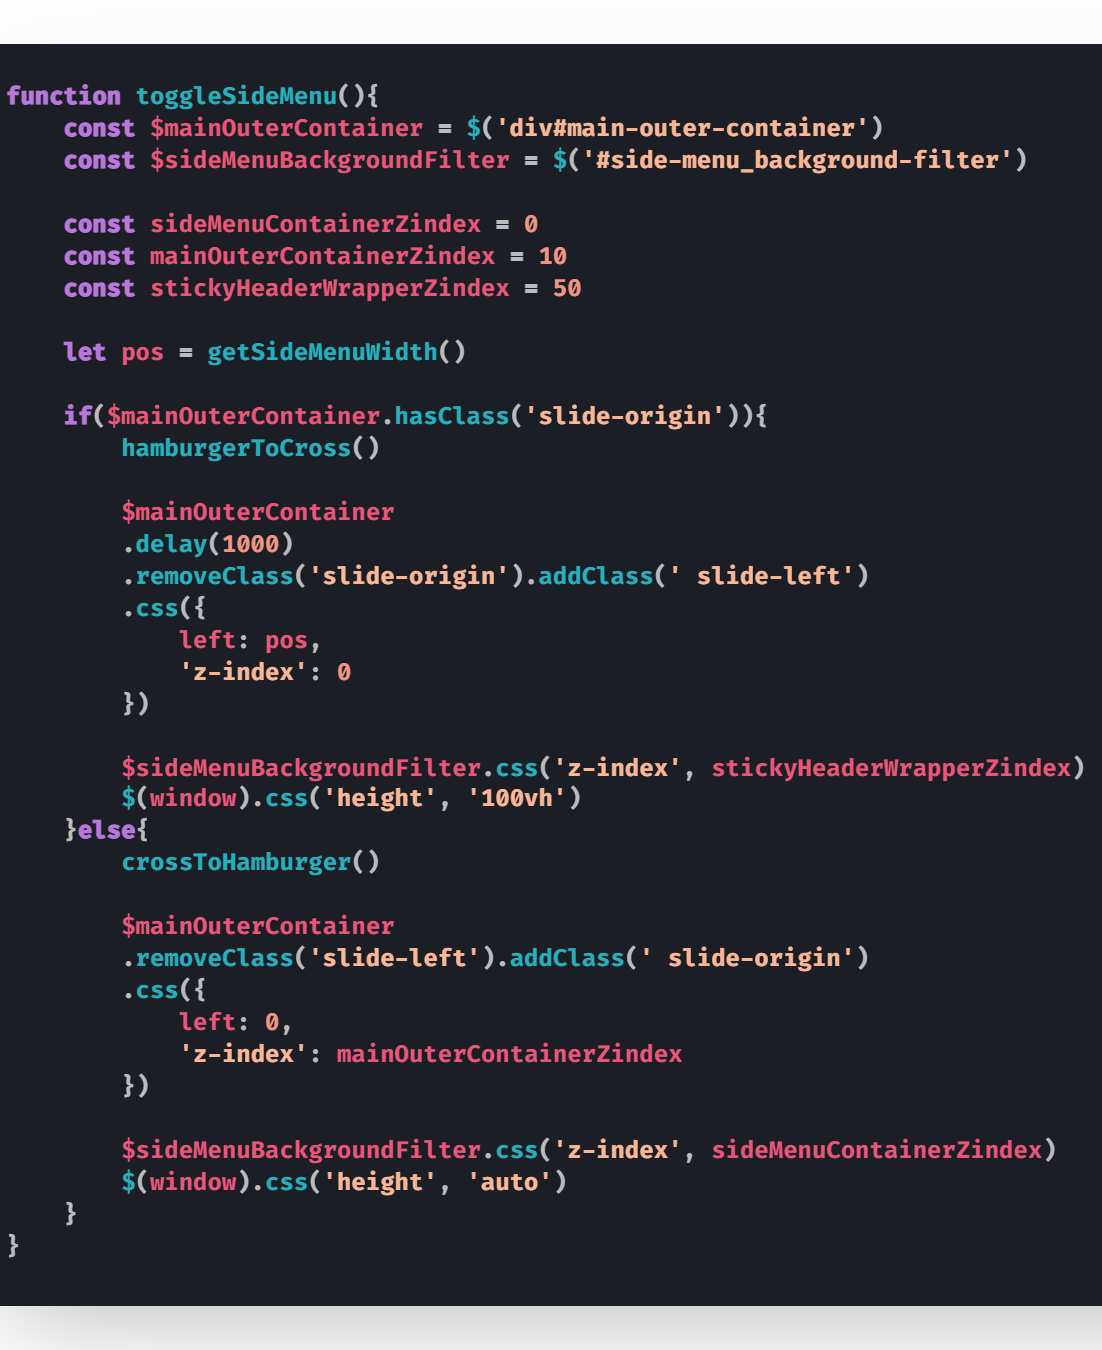 function toggleSideMenu(){
    const $mainOuterContainer = $('div#main-outer-container')
    const $sideMenuBackgroundFilter = $('#side-menu_background-filter')

    const sideMenuContainerZindex = 0
    const mainOuterContainerZindex = 10
    const stickyHeaderWrapperZindex = 50

    let pos = getSideMenuWidth()

    if($mainOuterContainer.hasClass('slide-origin')){
        hamburgerToCross()

        $mainOuterContainer
        .delay(1000)
        .removeClass('slide-origin').addClass(' slide-left')
        .css({
            left: pos,
            'z-index': 0
        })

        $sideMenuBackgroundFilter.css('z-index', stickyHeaderWrapperZindex)
        $(window).css('height', '100vh')
    }else{
        crossToHamburger()

        $mainOuterContainer
        .removeClass('slide-left').addClass(' slide-origin')
        .css({
            left: 0,
            'z-index': mainOuterContainerZindex
        })

        $sideMenuBackgroundFilter.css('z-index', sideMenuContainerZindex)
        $(window).css('height', 'auto')
    }
}